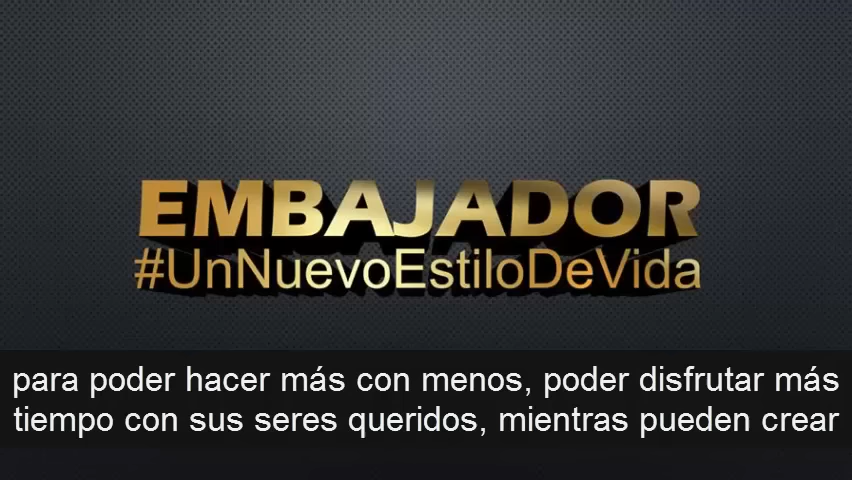 EMBAJADOR
#UnNuevoEstiloDeVida
para poder hacer más con menos, poder disfrutar más
tiempo con sus seres queridos, mientras pueden crear